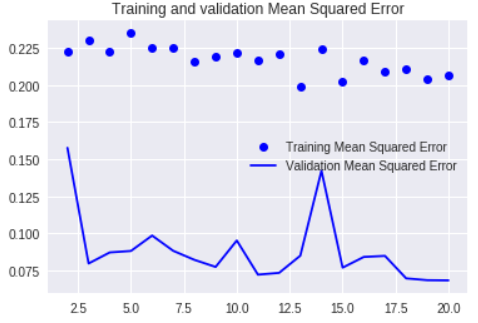 Training and validation Mean Squared Error
0.225
0.200
0.175
0.150
0.125
0.100
0.075
Training Mean Squared Error
Validation Mean Squared Error
2.5 5.0 7.5 10.0 12.5 15.0 17.5 20.0